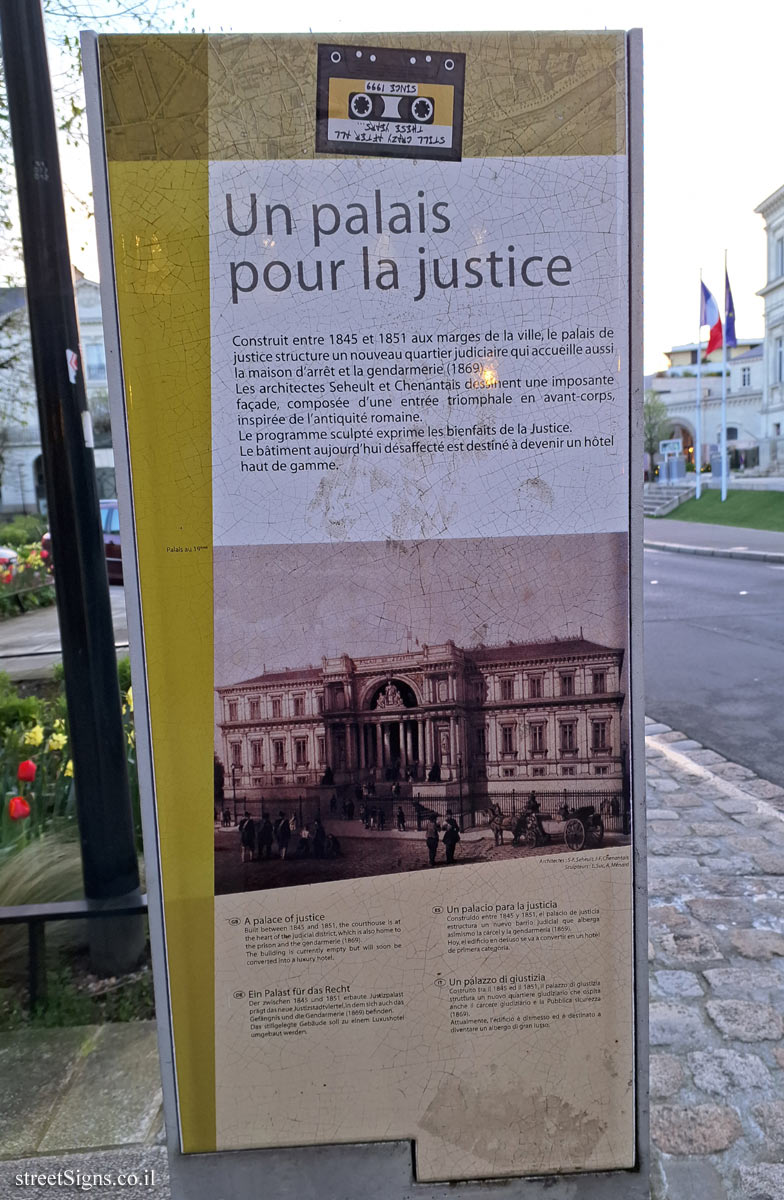 STILL CRAZY AFTER ALL
THESE YEARS...
SINCE 1999
Un palais
pour la justice
Construit entre 1845 et 1851 aux marges de la ville, le palais de
justice structure un nouveau quartier judiciaire qui accueille aussi
la maison d'arrêt et la gendarmerie (1869).
Les architectes Seheult et Chenantais dessinent une imposante
façade, composée d'une entrée triomphale en avant-corps,
inspirée de l'antiquité romaine.
Le programme sculpté exprime les bienfaits de la Justice.
Le bâtiment aujourd'hui désaffecté est destiné à devenir un hôtel
haut de gamme.
Palais au 19ème
Architectes : S-F. Seheult, J-F. Chenantais
Sculpteurs : E. Suc, A. Ménard
GB A palace of justice
Built between 1845 and 1851, the courthouse is at
the heart of the judicial district, which is also home to
the prison and the gendarmerie (1869).
The building is currently empty but will soon be
converted into a luxury hotel.
DE Ein Palast für das Recht
Der zwischen 1845 und 1851 erbaute Justizpalast
prägt das neue Justizstadtviertel, in dem sich auch das
Gefängnis und die Gendarmerie (1869) befinden.
Das stillgelegte Gebäude soll zu einem Luxushotel
umgebaut werden.
ES Un palacio para la justicia
Construido entre 1845 y 1851, el palacio de justicia
estructura un nuevo barrio judicial que alberga
asimismo la cárcel y la gendarmería (1869).
Hoy, el edificio en desuso se va a convertir en un hotel
de primera categoría.
IT Un palazzo di giustizia
Costruito tra il 1845 ed il 1851, il palazzo di giustizia
struttura un nuovo quartiere giudiziario che ospita
anche il carcere giudiziario e la Pubblica sicurezza
(1869).
Attualmente, l'edificio è dismesso ed è destinato a
diventare un albergo di gran lusso.
streetSigns.co.il